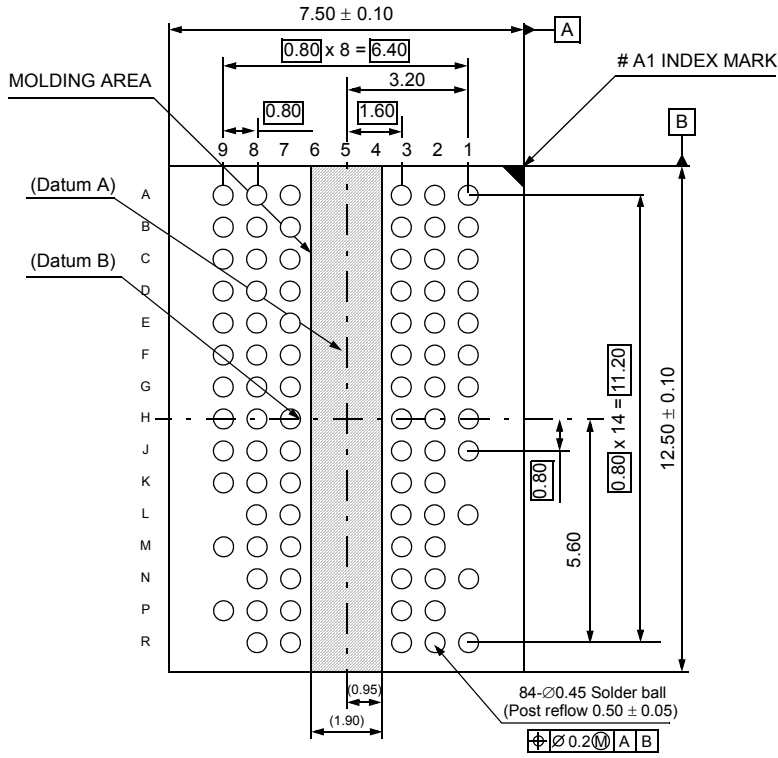 7.50 ± 0.10
A
0.80 x 8 = 6.40
# A1 INDEX MARK
3.20
MOLDING AREA
0.80
1.60
B
9 8 7 6 5 4 3 2 1
(Datum A)
A
B
(Datum B)
C
D
E
F
G
H
J
K
L
M
N
P
R
0.80 x 14 = 11.20
12.50 ± 0.10
0.80
5.60
(0.95)
(1.90)
84-∅0.45 Solder ball
(Post reflow 0.50 ± 0.05)
⌖ ∅ 0.2 Ⓜ A B